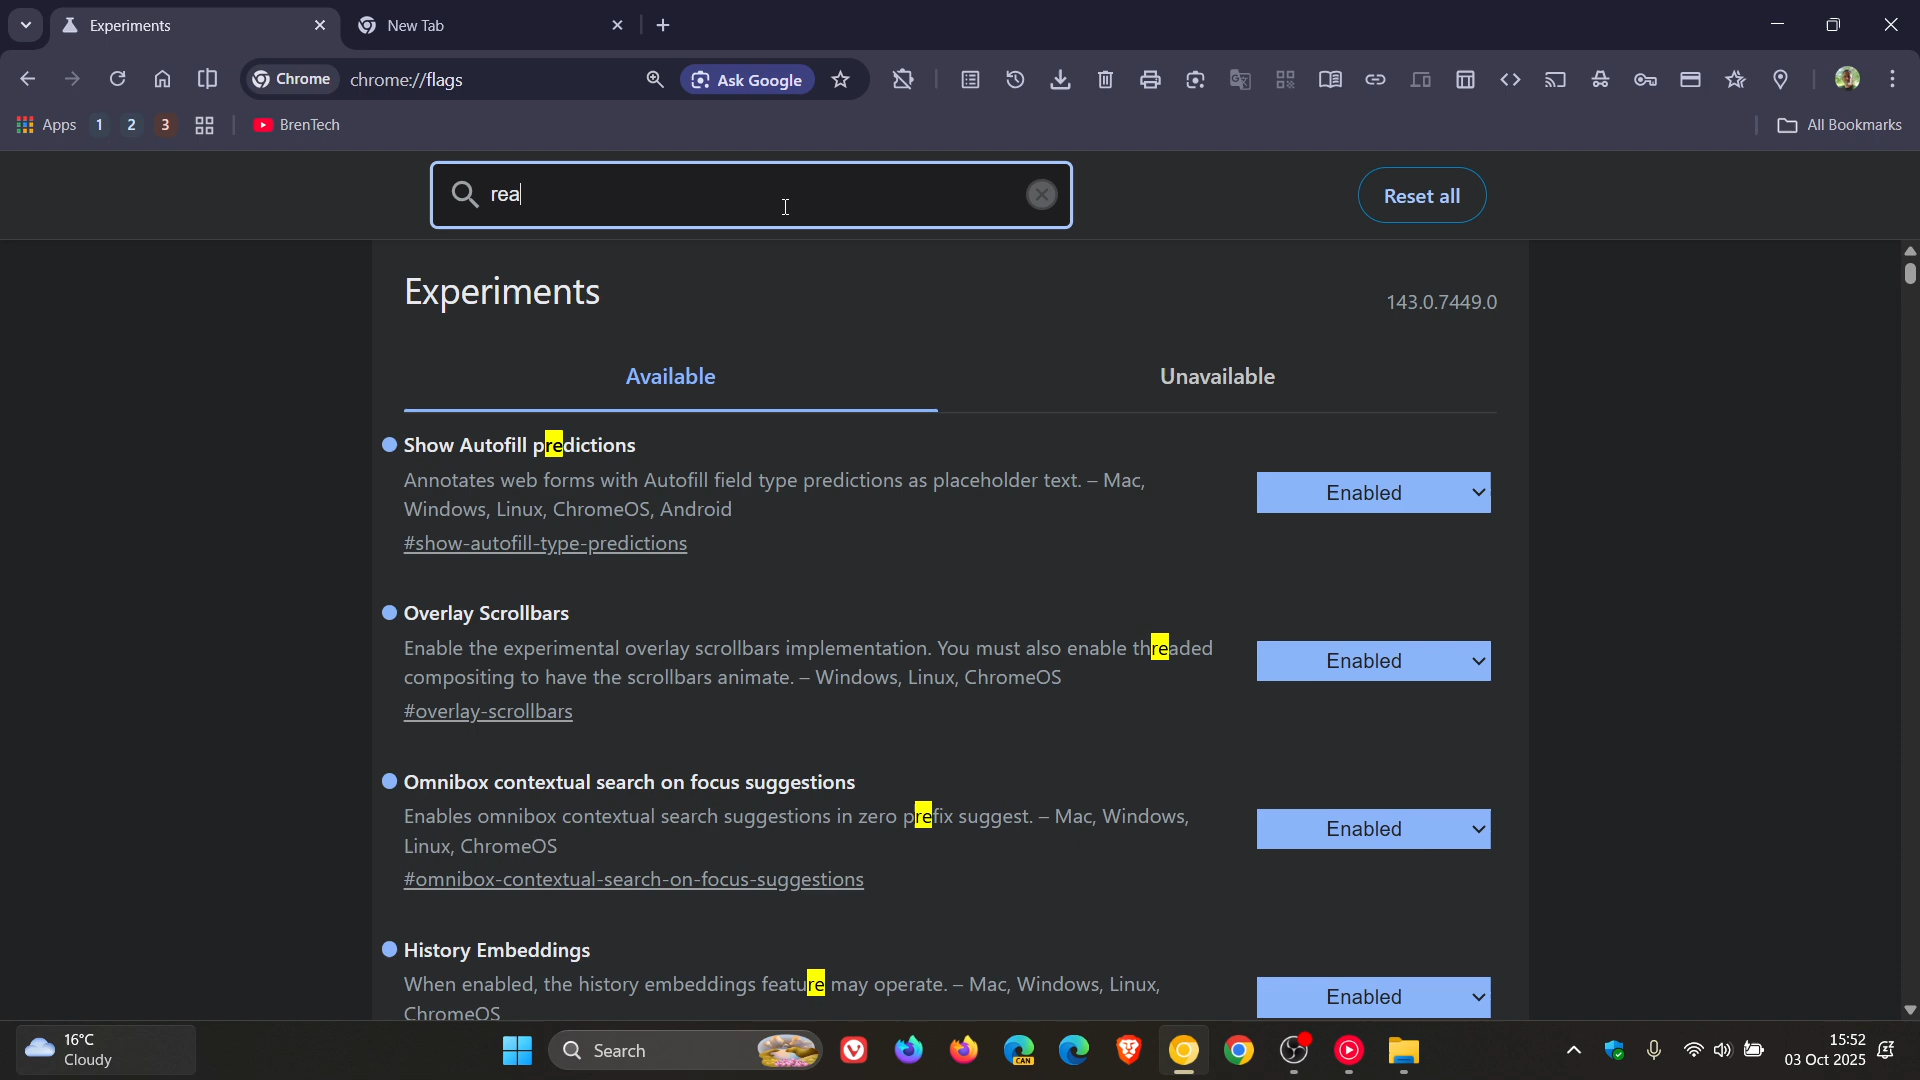 Experiments
New Tab
Chrome
chrome://flags
Ask Google
Apps
1
2
3
BrenTech
All Bookmarks
rea
Reset all
Experiments
143.0.7449.0
Available
Unavailable
Show Autofill predictions
Annotates web forms with Autofill field type predictions as placeholder text. – Mac,
Windows, Linux, ChromeOS, Android
#show-autofill-type-predictions
Enabled
Overlay Scrollbars
Enable the experimental overlay scrollbars implementation. You must also enable threaded
compositing to have the scrollbars animate. – Windows, Linux, ChromeOS
#overlay-scrollbars
Enabled
Omnibox contextual search on focus suggestions
Enables omnibox contextual search suggestions in zero prefix suggest. – Mac, Windows,
Linux, ChromeOS
#omnibox-contextual-search-on-focus-suggestions
Enabled
History Embeddings
When enabled, the history embeddings feature may operate. – Mac, Windows, Linux,
ChromeOS
Enabled
16°C
Cloudy
Search
CAN
15:52
03 Oct 2025